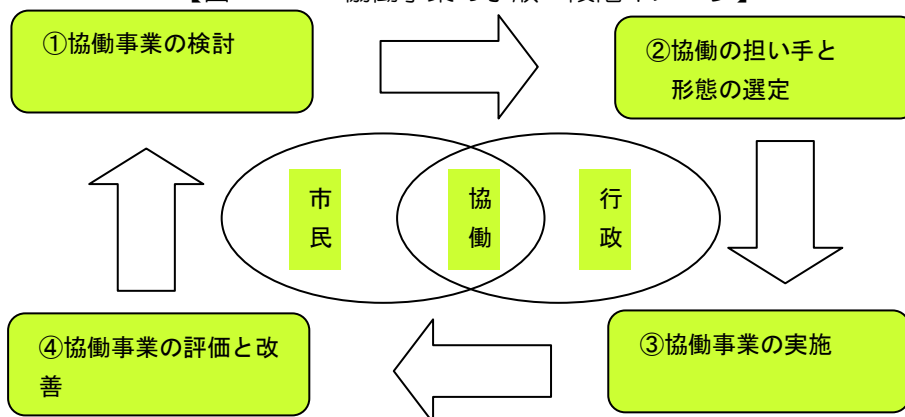 ①協働事業の検討
②協働の担い手と
形態の選定
市民
協働
行政
④協働事業の評価と改
善
③協働事業の実施